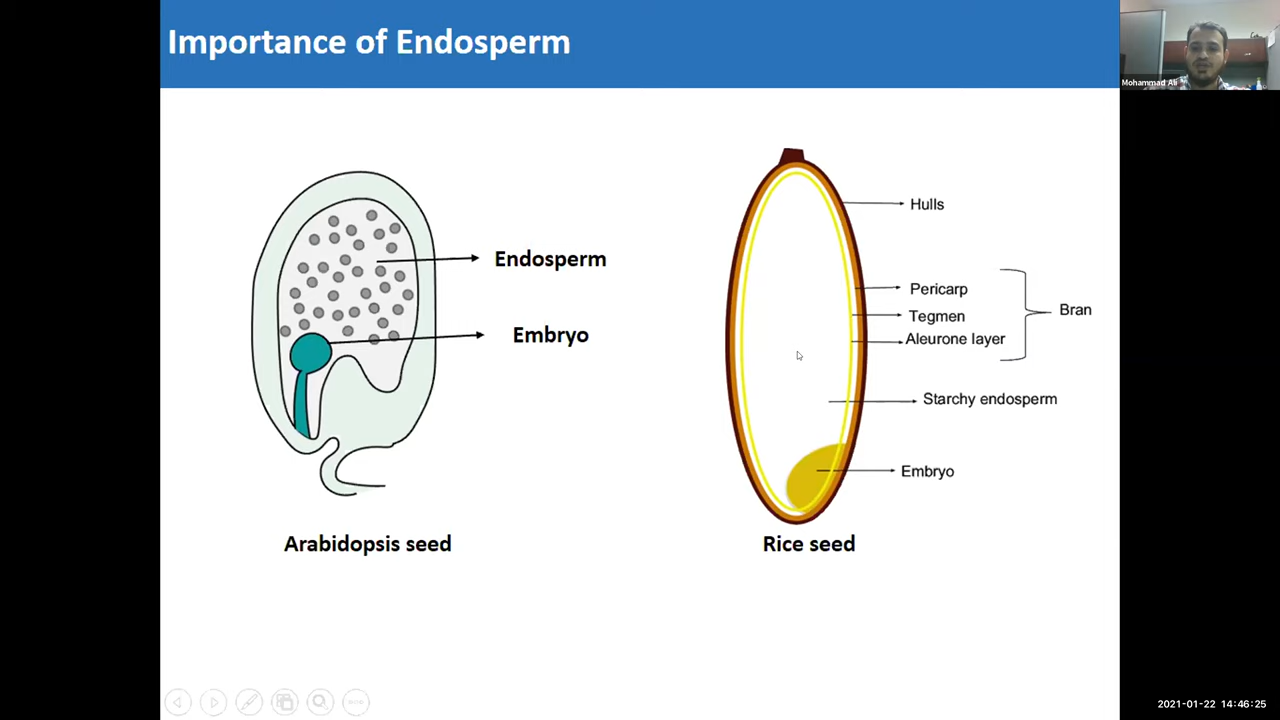 Importance of Endosperm
Mohammad Ali
Endosperm
Embryo
Arabidopsis seed
Hulls
Pericarp
Tegmen
Aleurone layer
Bran
Starchy endosperm
Embryo
Rice seed
2021-01-22 14:46:25